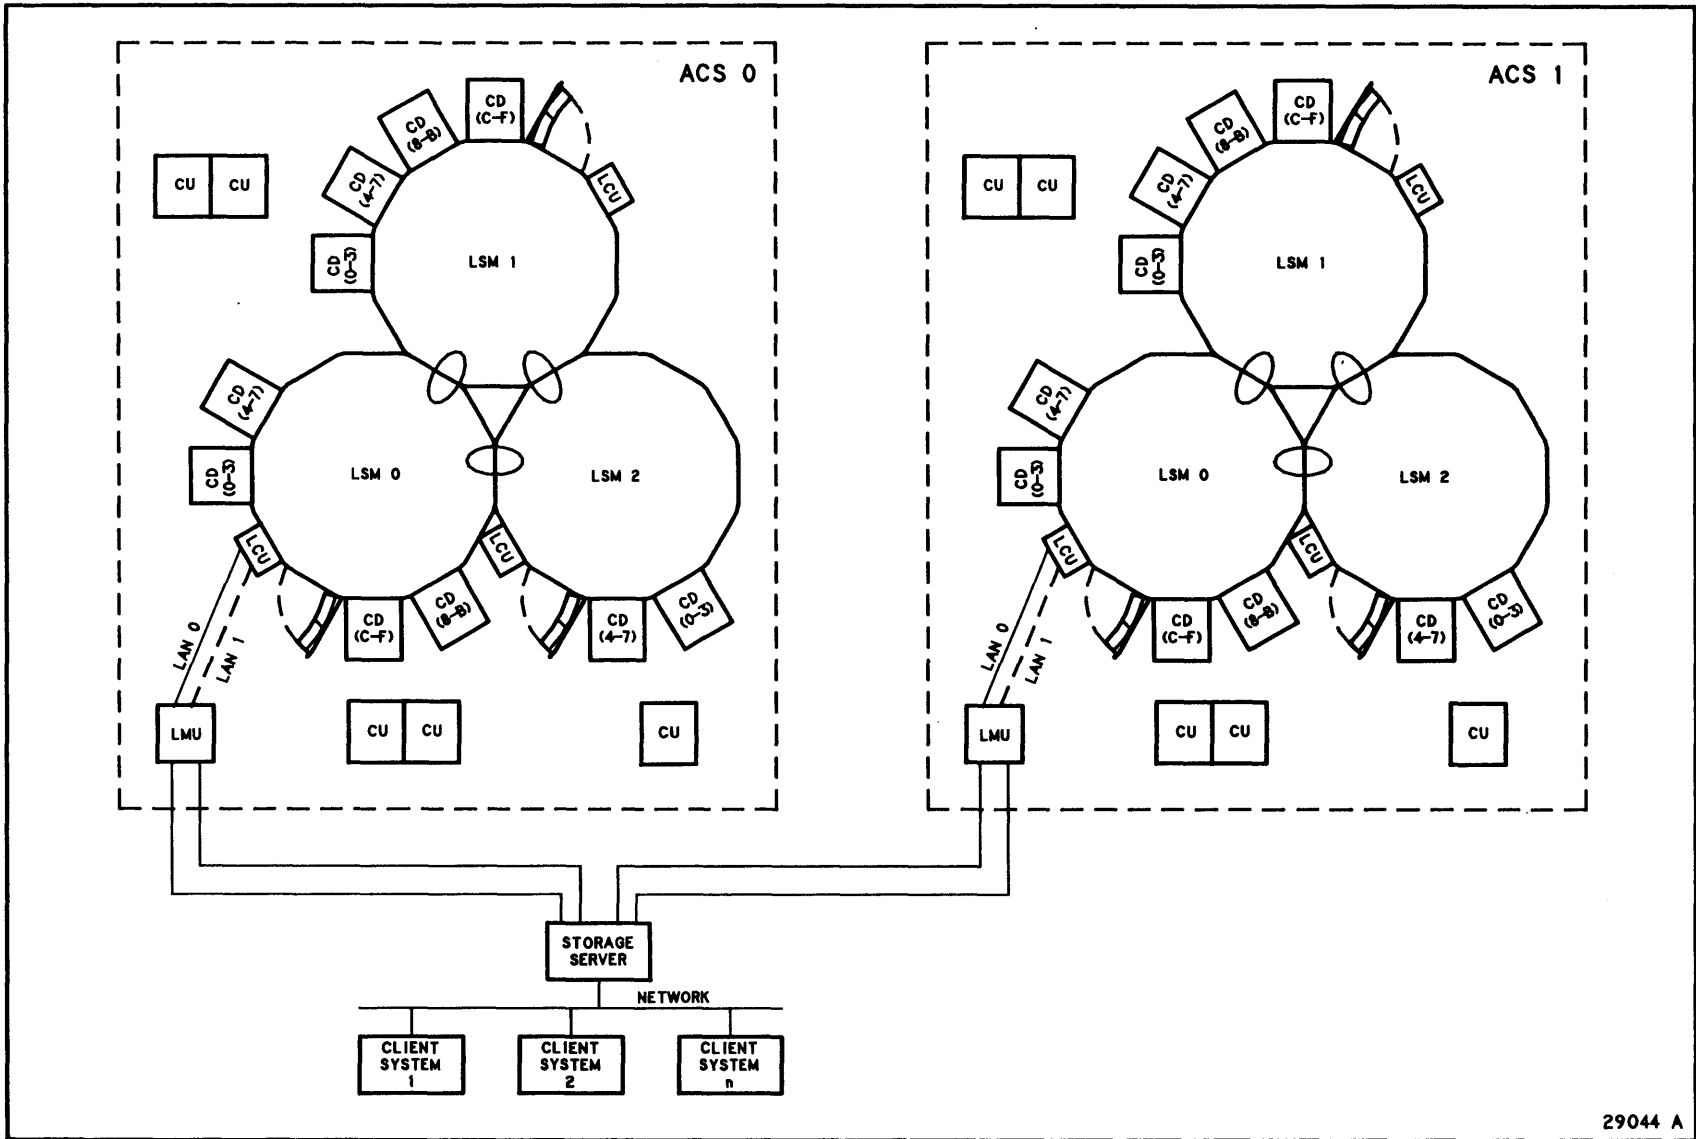 ACS 0
CD
(C-F)
CD
(8-B)
CD
(4-7)
CD
(0-3)
LCU
CU CU
LSM 1
CD
(4-7)
CD
(0-3)
LSM 0
LSM 2
LCU
LCU
CD
(C-F)
CD
(8-B)
CD
(4-7)
CD
(0-3)
LAN 0
LAN 1
LMU
CU CU
CU
ACS 1
CD
(C-F)
CD
(8-B)
CD
(4-7)
CD
(0-3)
LCU
CU CU
LSM 1
CD
(4-7)
CD
(0-3)
LSM 0
LSM 2
LCU
LCU
CD
(C-F)
CD
(8-B)
CD
(4-7)
CD
(0-3)
LAN 0
LAN 1
LMU
CU CU
CU
STORAGE
SERVER
NETWORK
CLIENT
SYSTEM
1
CLIENT
SYSTEM
2
CLIENT
SYSTEM
n
29044 A